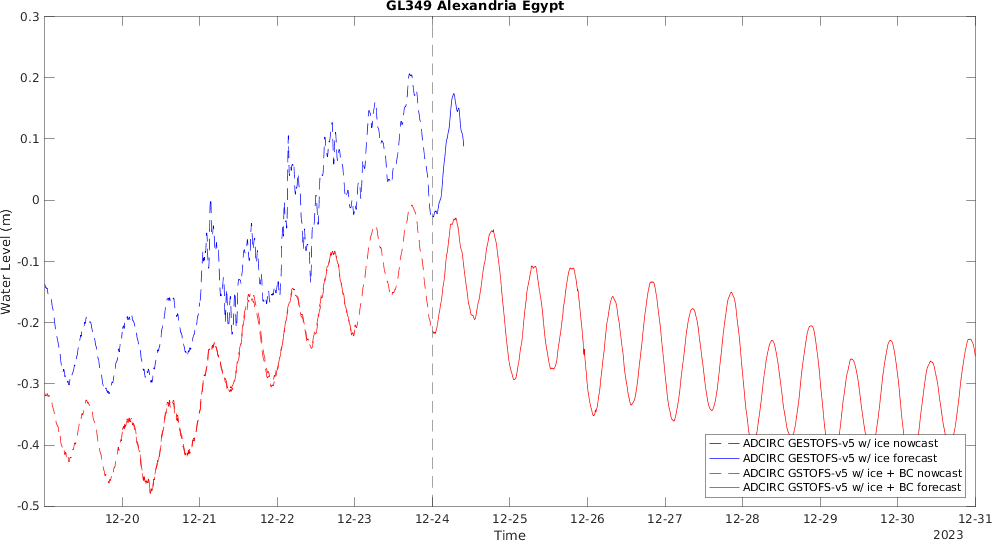 GL349 Alexandria Egypt
0.3
0.2
0.1
0
-0.1
-0.2
-0.3
-0.4
-0.5
Water Level (m)
ADCIRC GESTOFS-v5 w/ ice nowcast
ADCIRC GESTOFS-v5 w/ ice forecast
ADCIRC GSTOFS-v5 w/ ice + BC nowcast
ADCIRC GSTOFS-v5 w/ ice + BC forecast
12-20 12-21 12-22 12-23 12-24 12-25 12-26 12-27 12-28 12-29 12-30 12-31
Time
2023